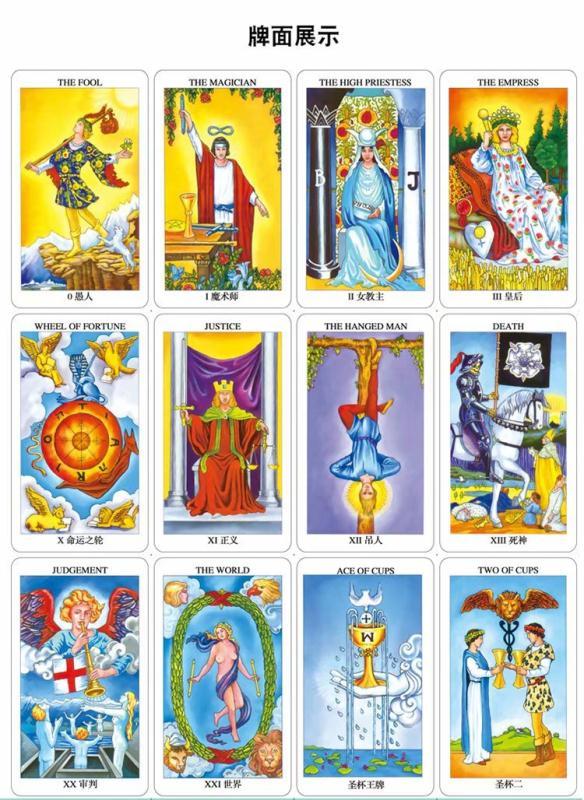 牌面展示
THE FOOL
THE MAGICIAN
THE HIGH PRIESTESS
THE EMPRESS
B
J
0 愚人
I 魔术师
II 女教主
III 皇后
WHEEL OF FORTUNE
JUSTICE
THE HANGED MAN
DEATH
X 命运之轮
XI 正义
XII 吊人
XIII 死神
JUDGEMENT
THE WORLD
ACE OF CUPS
TWO OF CUPS
XX 审判
XXI 世界
圣杯王牌
圣杯二